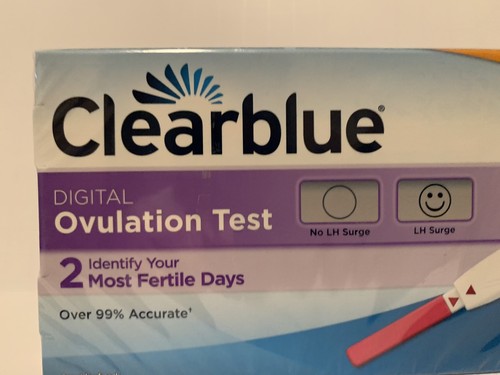 Clearblue®
DIGITAL
Ovulation Test
No LH Surge
LH Surge
2 Identify Your
Most Fertile Days
Over 99% Accurate†